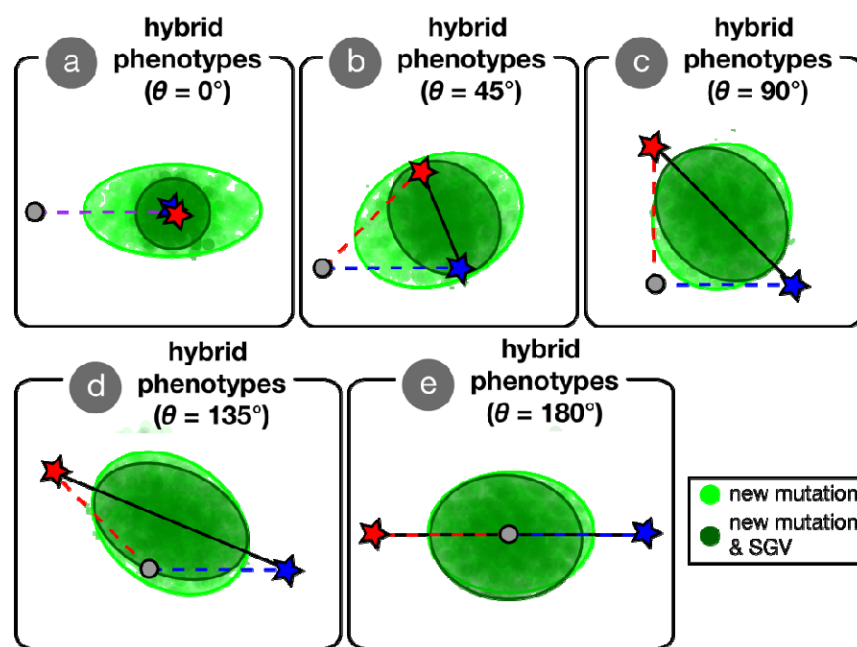 a
hybrid
phenotypes
(θ = 0°)
b
hybrid
phenotypes
(θ = 45°)
c
hybrid
phenotypes
(θ = 90°)
d
hybrid
phenotypes
(θ = 135°)
e
hybrid
phenotypes
(θ = 180°)
new mutation
new mutation
& SGV